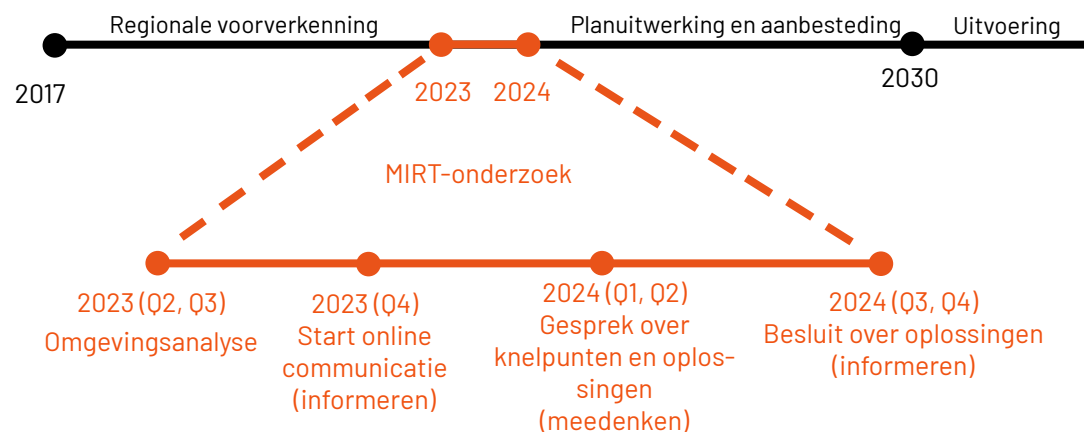 Regionale voorverkenning
Planuitwerking en aanbesteding
Uitvoering
2017
2023
2024
2030
MIRT-onderzoek
2023 (Q2, Q3)
Omgevingsanalyse
2023 (Q4)
Start online
communicatie
(informeren)
2024 (Q1, Q2)
Gesprek over
knelpunten en oplos-
singen
(meedenken)
2024 (Q3, Q4)
Besluit over oplossingen
(informeren)